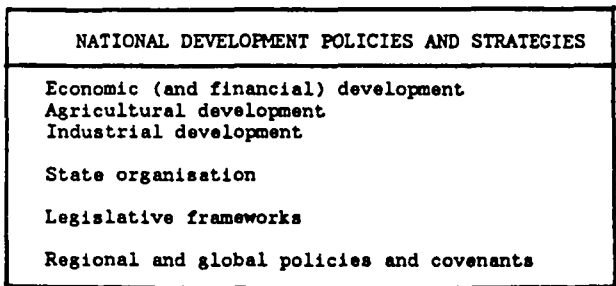 NATIONAL DEVELOPMENT POLICIES AND STRATEGIES
Economic (and financial) development
Agricultural development
Industrial development
State organisation
Legislative frameworks
Regional and global policies and covenants